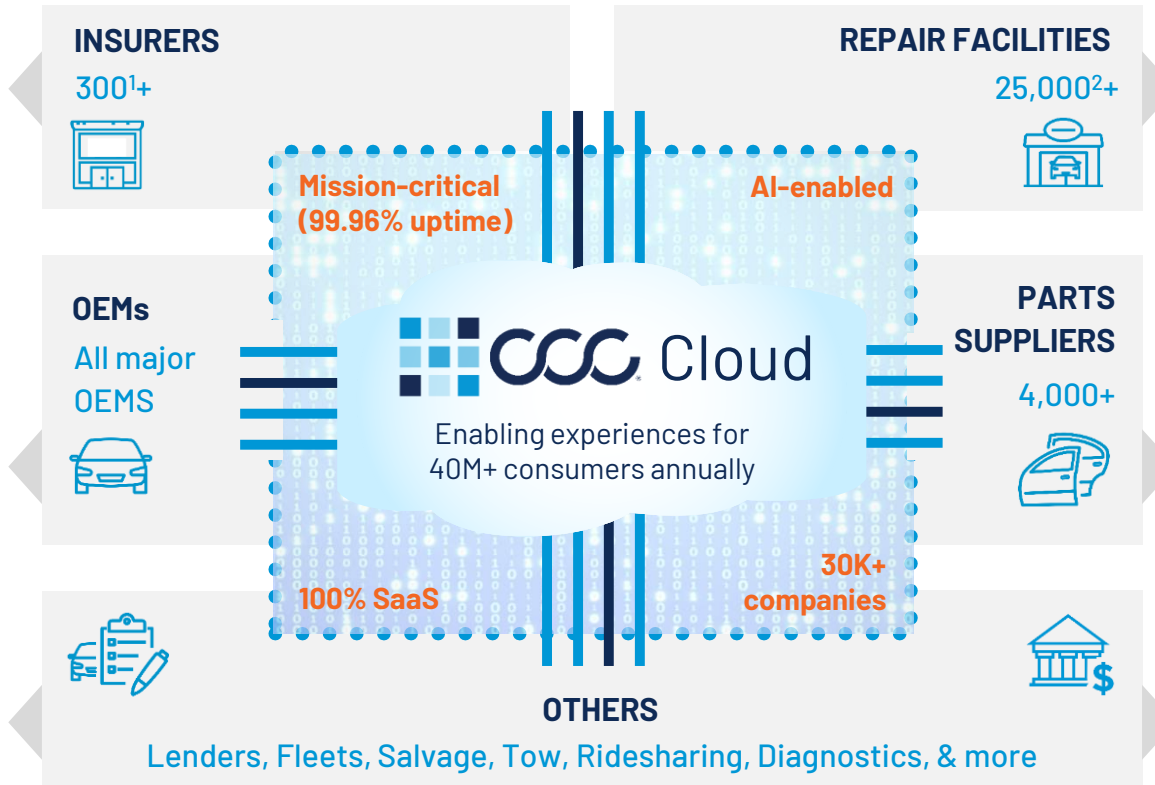 INSURERS
300¹+
REPAIR FACILITIES
25,000²+
Mission-critical
(99.96% uptime)
AI-enabled
OEMs
All major
OEMS
CCC Cloud
Enabling experiences for
40M+ consumers annually
PARTS
SUPPLIERS
4,000+
100% SaaS
30K+
companies
$
OTHERS
Lenders, Fleets, Salvage, Tow, Ridesharing, Diagnostics, & more